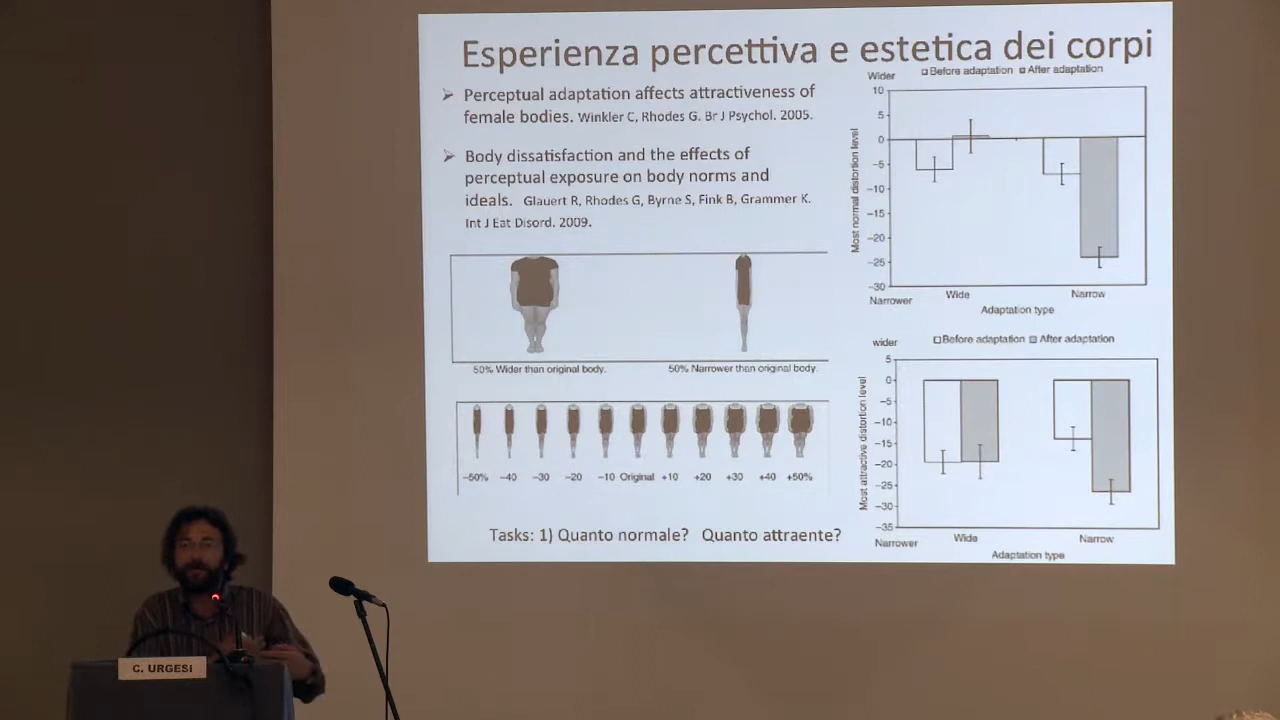 Esperienza percettiva e estetica dei corpi
Perceptual adaptation affects attractiveness of
female bodies. Winkler C, Rhodes G. Br J Psychol. 2005.
Body dissatisfaction and the effects of
perceptual exposure on body norms and
ideals. Glauert R, Rhodes G, Byrne S, Fink B, Grammer K.
Int J Eat Disord. 2009.
50% Wider than original body.
50% Narrower than original body.
-50% -40 -30 -20 -10 Original +10 +20 +30 +40 +50%
Tasks: 1) Quanto normale? Quanto attraente?
Wider
Before adaptation After adaptation
Most normal distortion level
10
5
0
-5
-10
-15
-20
-25
-30
Narrower
Wide
Narrow
Adaptation type
wider
Before adaptation After adaptation
Most attractive distortion level
5
0
-5
-10
-15
-20
-25
-30
-35
Narrower
Wide
Narrow
Adaptation type
C. URGESI